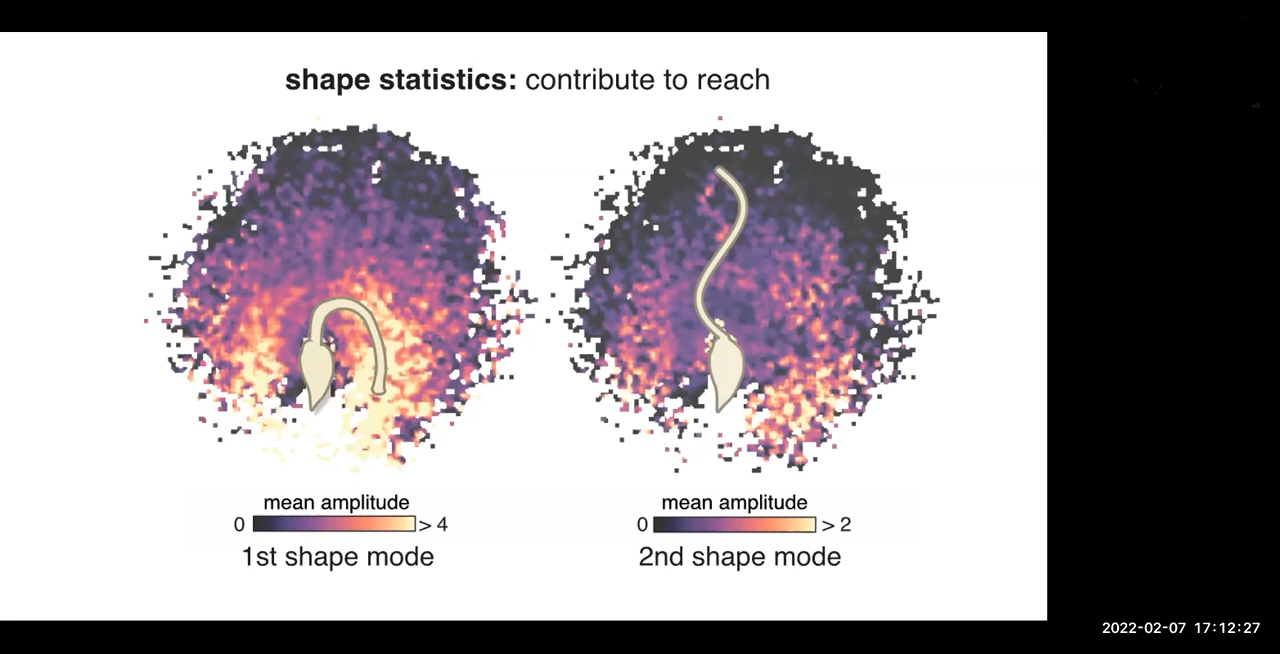 shape statistics: contribute to reach
mean amplitude
0 > 4
1st shape mode
mean amplitude
0 > 2
2nd shape mode
2022-02-07 17:12:27